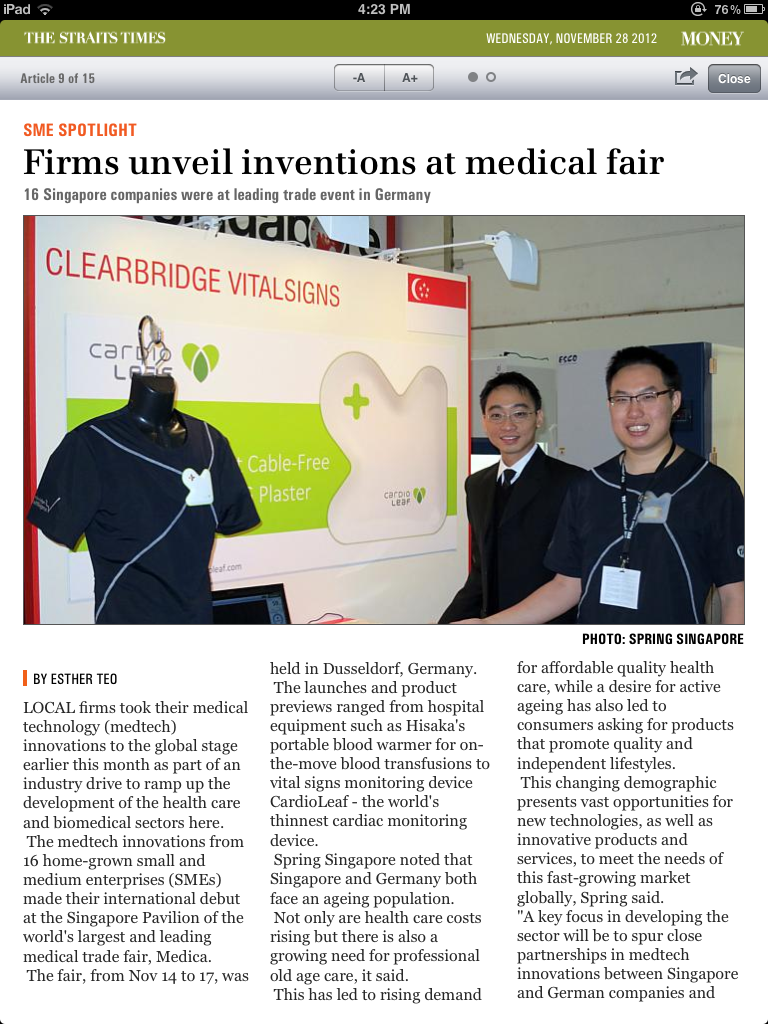 iPad 4:23 PM 76%
THE STRAITS TIMES WEDNESDAY, NOVEMBER 28 2012 MONEY
Article 9 of 15 -A A+ Close
SME SPOTLIGHT
Firms unveil inventions at medical fair
16 Singapore companies were at leading trade event in Germany
Singapore
CLEARBRIDGE VITALSIGNS
cardio
LEAF
Cable-Free
Plaster
cardio
LEAF
leaf.com
ESCO
PHOTO: SPRING SINGAPORE
BY ESTHER TEO
LOCAL firms took their medical
technology (medtech)
innovations to the global stage
earlier this month as part of an
industry drive to ramp up the
development of the health care
and biomedical sectors here.
The medtech innovations from
16 home-grown small and
medium enterprises (SMEs)
made their international debut
at the Singapore Pavilion of the
world's largest and leading
medical trade fair, Medica.
The fair, from Nov 14 to 17, was
held in Dusseldorf, Germany.
The launches and product
previews ranged from hospital
equipment such as Hisaka's
portable blood warmer for on-
the-move blood transfusions to
vital signs monitoring device
CardioLeaf - the world's
thinnest cardiac monitoring
device.
Spring Singapore noted that
Singapore and Germany both
face an ageing population.
Not only are health care costs
rising but there is also a
growing need for professional
old age care, it said.
This has led to rising demand
for affordable quality health
care, while a desire for active
ageing has also led to
consumers asking for products
that promote quality and
independent lifestyles.
This changing demographic
presents vast opportunities for
new technologies, as well as
innovative products and
services, to meet the needs of
this fast-growing market
globally, Spring said.
"A key focus in developing the
sector will be to spur close
partnerships in medtech
innovations between Singapore
and German companies and